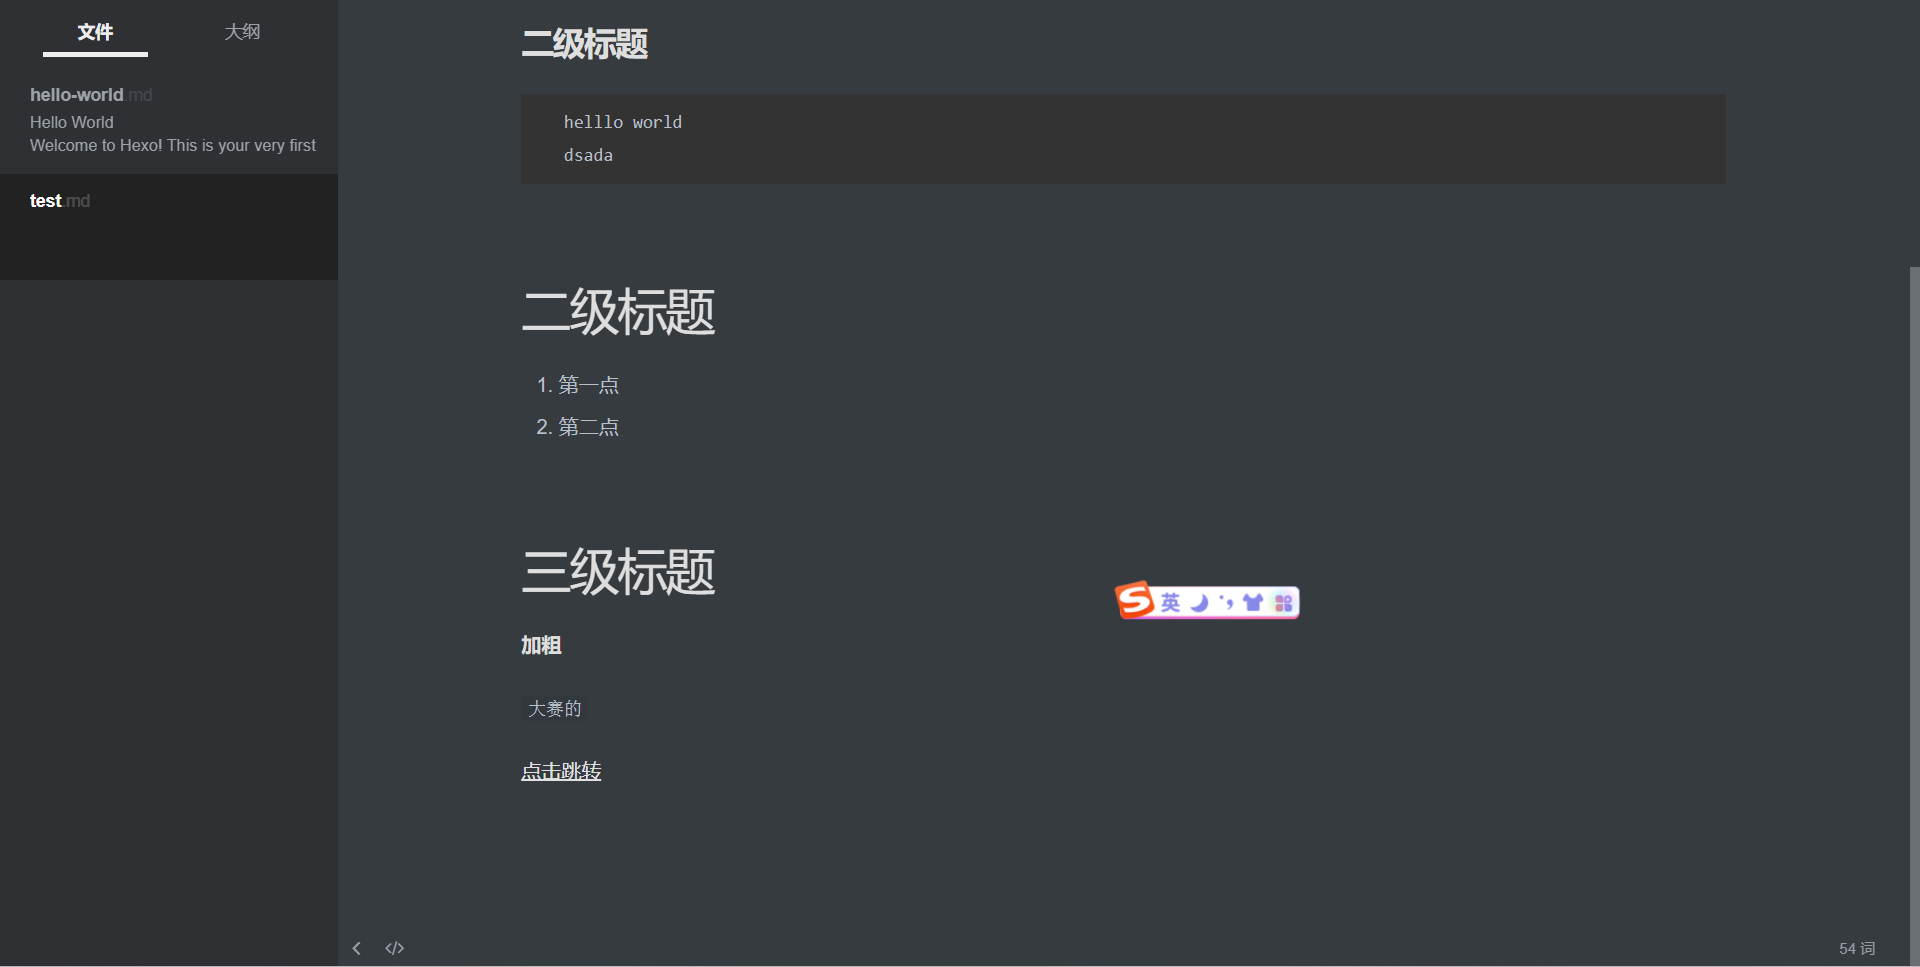 文件
大纲
hello-world.md
Hello World
Welcome to Hexo! This is your very first
test.md
二级标题
helllo world
dsada
二级标题
1. 第一点
2. 第二点
三级标题
加粗
大赛的
点击跳转
S 英
54 词